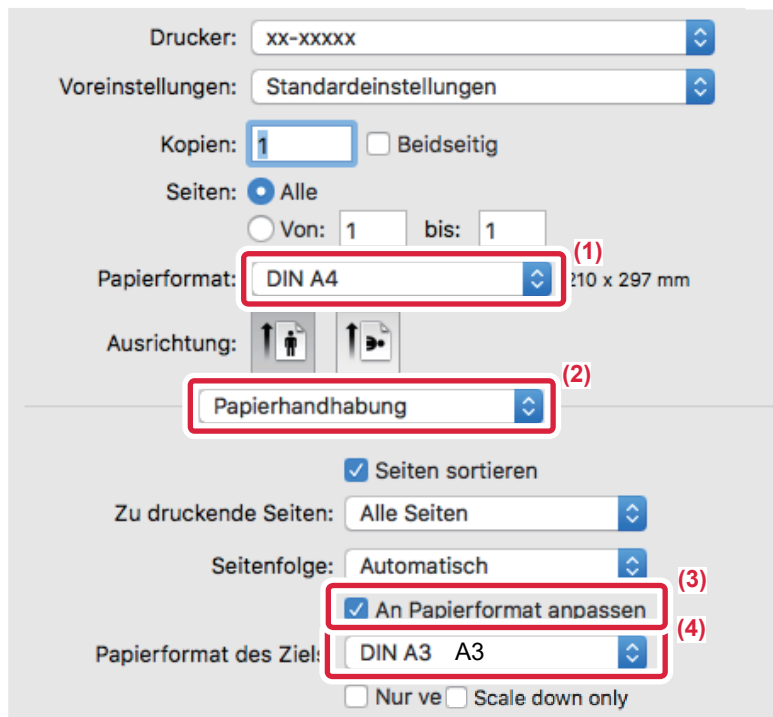 Drucker: xx-xxxxx
Voreinstellungen: Standardeinstellungen
Kopien: 1 Beidseitig
Seiten: Alle
Von: 1 bis: 1
(1)
Papierformat: DIN A4 210 x 297 mm
Ausrichtung:
(2)
Papierhandhabung
Seiten sortieren
Zu druckende Seiten: Alle Seiten
Seitenfolge: Automatisch
(3)
An Papierformat anpassen
(4)
Papierformat des Ziels DIN A3 A3
Nur ve Scale down only